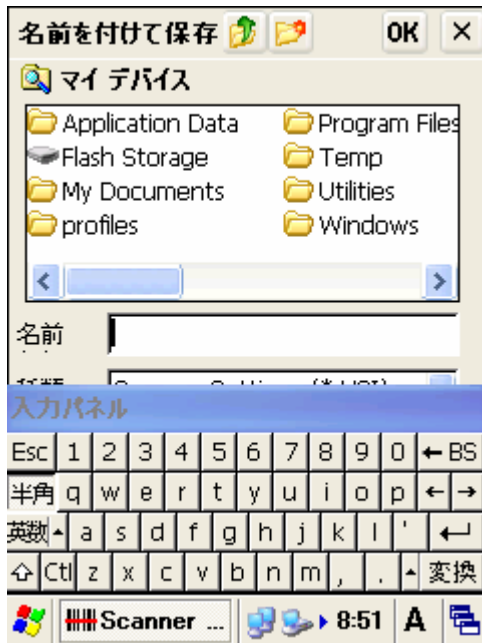 名前を付けて保存 OK ×
マイ デバイス
Application Data Program Files
Flash Storage Temp
My Documents Utilities
profiles Windows
名前
入力パネル
Esc 1 2 3 4 5 6 7 8 9 0 ←BS
半角 q w e r t y u i o p ← →
英数 a s d f g h j k l '
Ctl z x c v b n m , . 変換
Scanner ... 8:51 A